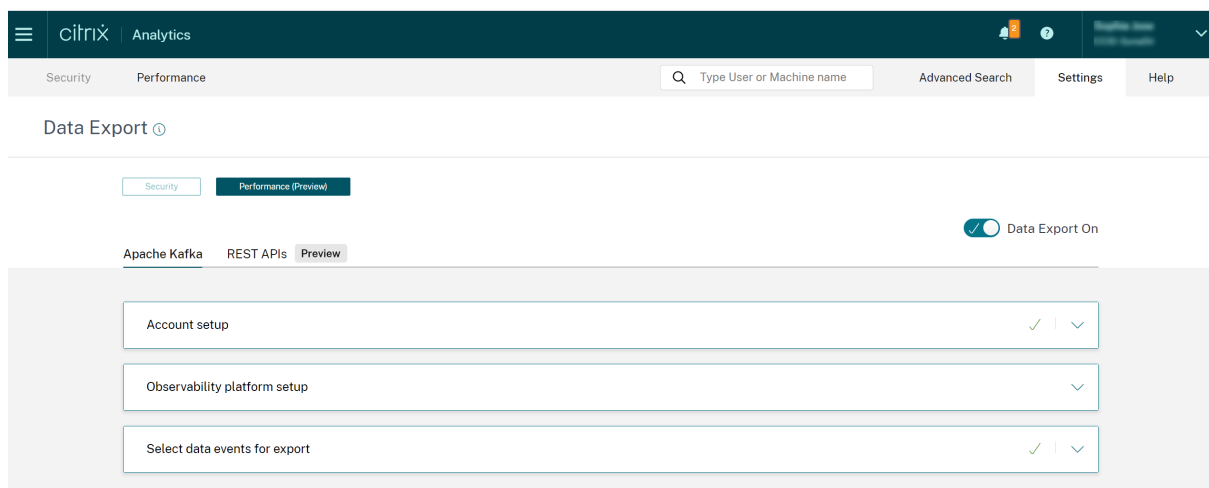 citrix | Analytics
2
?
Security
Performance
Type User or Machine name
Advanced Search
Settings
Help
Data Export
Security
Performance (Preview)
Data Export On
Apache Kafka
REST APIs
Preview
Account setup
Observability platform setup
Select data events for export